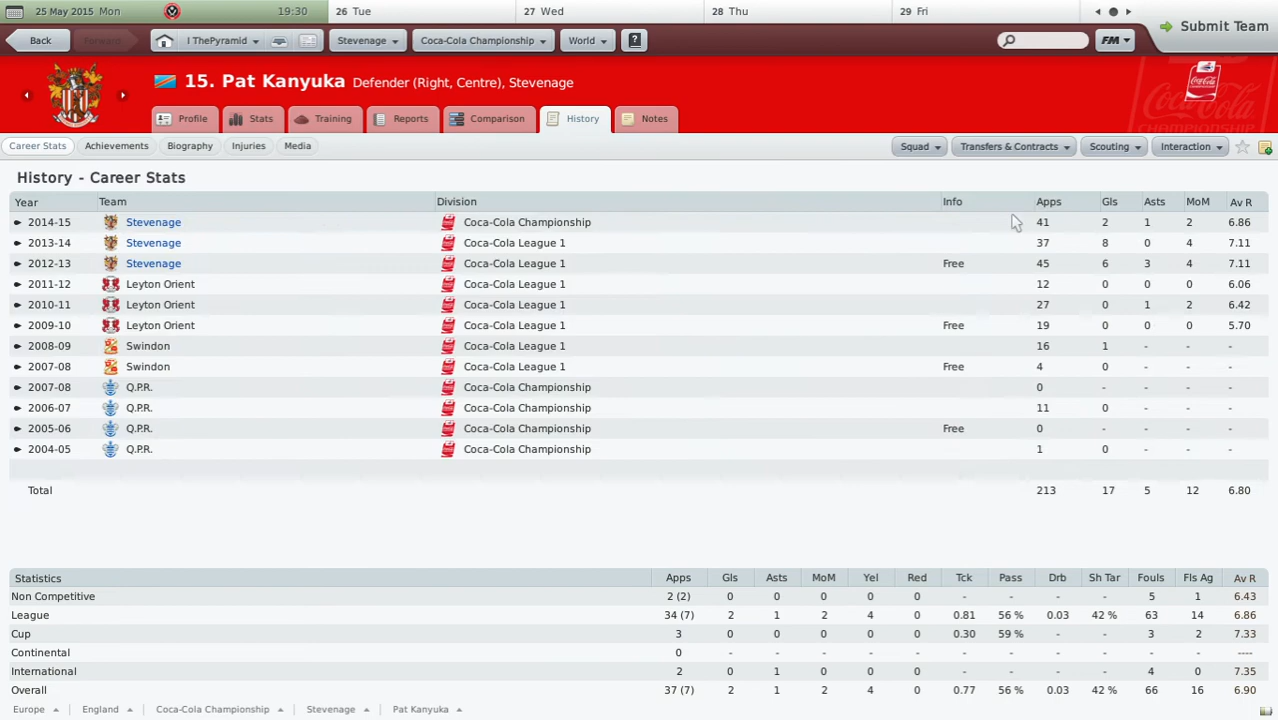 25 May 2015 Mon 19:30 26 Tue 27 Wed 28 Thu 29 Fri
Back Forward I ThePyramid Stevenage Coca-Cola Championship World ? FM Submit Team
15. Pat Kanyuka Defender (Right, Centre), Stevenage
Profile Stats Training Reports Comparison History Notes
Career Stats Achievements Biography Injuries Media Squad Transfers & Contracts Scouting Interaction
History - Career Stats
Year Team Division Info Apps Gls Asts MoM Av R
2014-15 Stevenage Coca-Cola Championship 41 2 1 2 6.86
2013-14 Stevenage Coca-Cola League 1 37 8 0 4 7.11
2012-13 Stevenage Coca-Cola League 1 Free 45 6 3 4 7.11
2011-12 Leyton Orient Coca-Cola League 1 12 0 0 0 6.06
2010-11 Leyton Orient Coca-Cola League 1 27 0 1 2 6.42
2009-10 Leyton Orient Coca-Cola League 1 Free 19 0 0 0 5.70
2008-09 Swindon Coca-Cola League 1 16 1 - - -
2007-08 Swindon Coca-Cola League 1 Free 4 0 - - -
2007-08 Q.P.R. Coca-Cola Championship 0 - - - -
2006-07 Q.P.R. Coca-Cola Championship 11 0 - - -
2005-06 Q.P.R. Coca-Cola Championship Free 0 - - - -
2004-05 Q.P.R. Coca-Cola Championship 1 0 - - -
Total 213 17 5 12 6.80
Statistics Apps Gls Asts MoM Yel Red Tck Pass Drb Sh Tar Fouls Fls Ag Av R
Non Competitive 2 (2) 0 0 0 0 0 - - - - 5 1 6.43
League 34 (7) 2 1 2 4 0 0.81 56 % 0.03 42 % 63 14 6.86
Cup 3 0 0 0 0 0 0.30 59 % - - 3 2 7.33
Continental 0 - - - - - - - - - - - ----
International 2 0 1 0 0 0 - - - - 4 0 7.35
Overall 37 (7) 2 1 2 4 0 0.77 56 % 0.03 42 % 66 16 6.90
Europe England Coca-Cola Championship Stevenage Pat Kanyuka